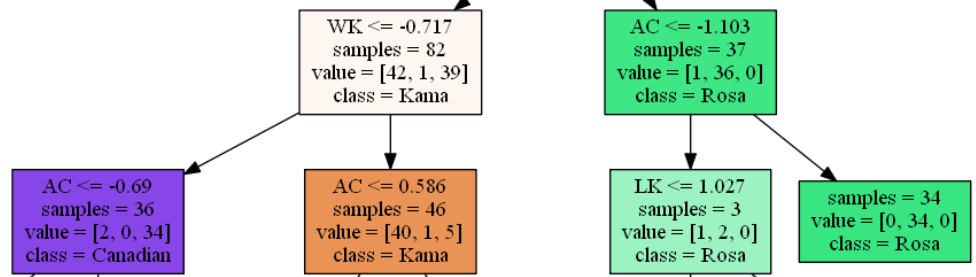 WK <= -0.717
samples = 82
value = [42, 1, 39]
class = Kama
AC <= -1.103
samples = 37
value = [1, 36, 0]
class = Rosa
AC <= -0.69
samples = 36
value = [2, 0, 34]
class = Canadian
AC <= 0.586
samples = 46
value = [40, 1, 5]
class = Kama
LK <= 1.027
samples = 3
value = [1, 2, 0]
class = Rosa
samples = 34
value = [0, 34, 0]
class = Rosa